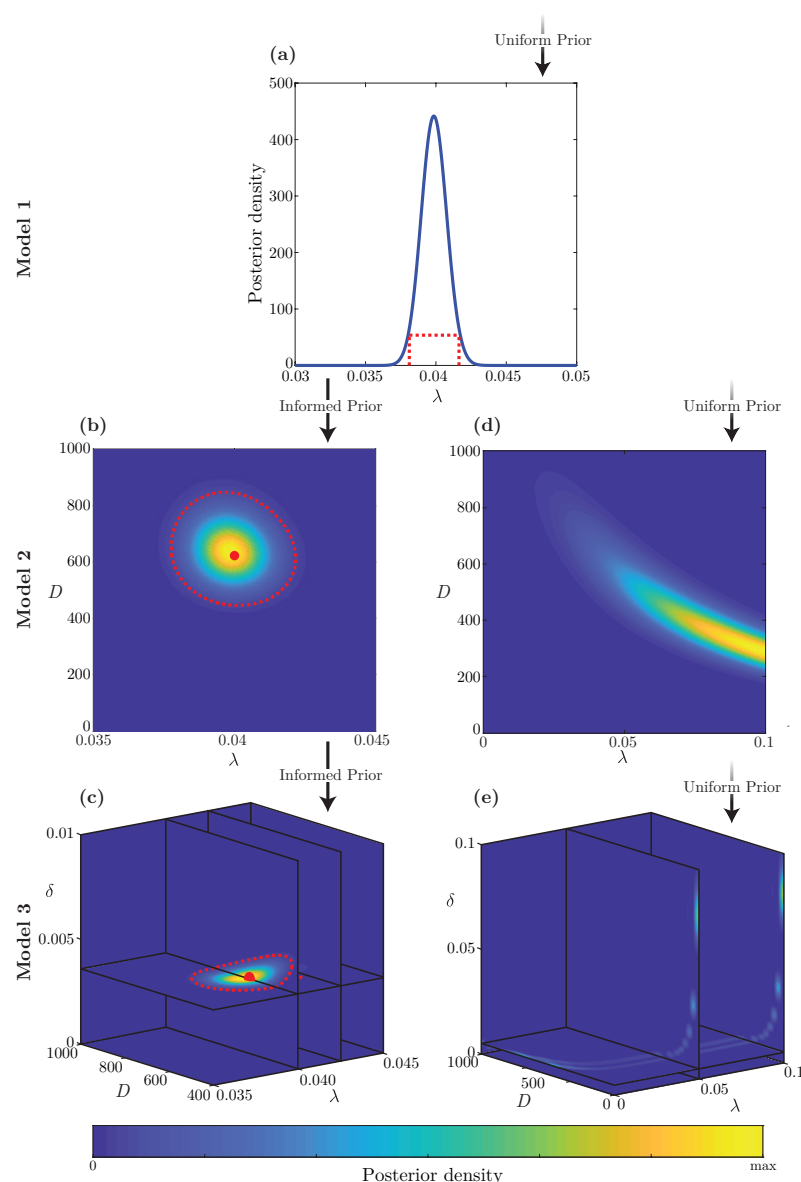 Uniform Prior
(a)
Model 1
Posterior density
500
400
300
200
100
0
0.03 0.035 0.04 0.045 0.05
λ
Informed Prior
Uniform Prior
(b)
(d)
Model 2
1000
800
600
D
400
200
0
0.035 0.04 0.045
λ
1000
800
600
D
400
200
0
0 0.05 0.1
λ
Informed Prior
Uniform Prior
(c)
(e)
Model 3
0.01
δ
0.005
0
1000
800
600
400
D
0.035
0.040
0.045
λ
0.1
δ
0.05
0
1000
500
0
D
0
0.05
0.1
λ
0 max
Posterior density